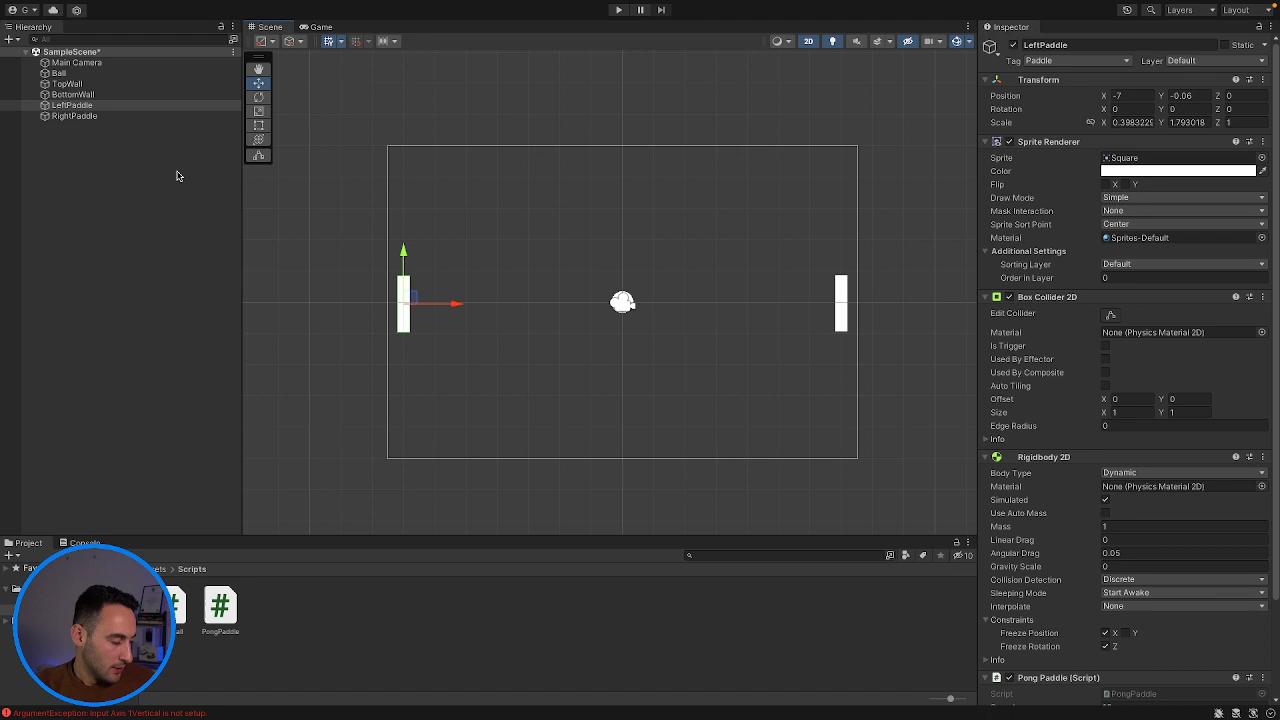 G
Layers
Layout
Hierarchy
All
SampleScene*
Main Camera
Ball
TopWall
BottomWall
LeftPaddle
RightPaddle
Scene
Game
2D
Inspector
LeftPaddle
Static
Tag
Paddle
Layer
Default
Transform
Position X -7 Y -0.06 Z 0
Rotation X 0 Y 0 Z 0
Scale X 0.3983229 Y 1.793018 Z 1
Sprite Renderer
Sprite Square
Color
Flip X Y
Draw Mode Simple
Mask Interaction None
Sprite Sort Point Center
Material Sprites-Default
Additional Settings
Sorting Layer Default
Order in Layer 0
Box Collider 2D
Edit Collider
Material None (Physics Material 2D)
Is Trigger
Used By Effector
Used By Composite
Auto Tiling
Offset X 0 Y 0
Size X 1 Y 1
Edge Radius 0
Info
Rigidbody 2D
Body Type Dynamic
Material None (Physics Material 2D)
Simulated
Use Auto Mass
Mass 1
Linear Drag 0
Angular Drag 0.05
Gravity Scale 0
Collision Detection Discrete
Sleeping Mode Start Awake
Interpolate None
Constraints
Freeze Position X Y
Freeze Rotation Z
Info
Pong Paddle (Script)
Script PongPaddle
Project
Console
Scripts
10
PongPaddle
ArgumentException: Input Axis TVertical is not setup.